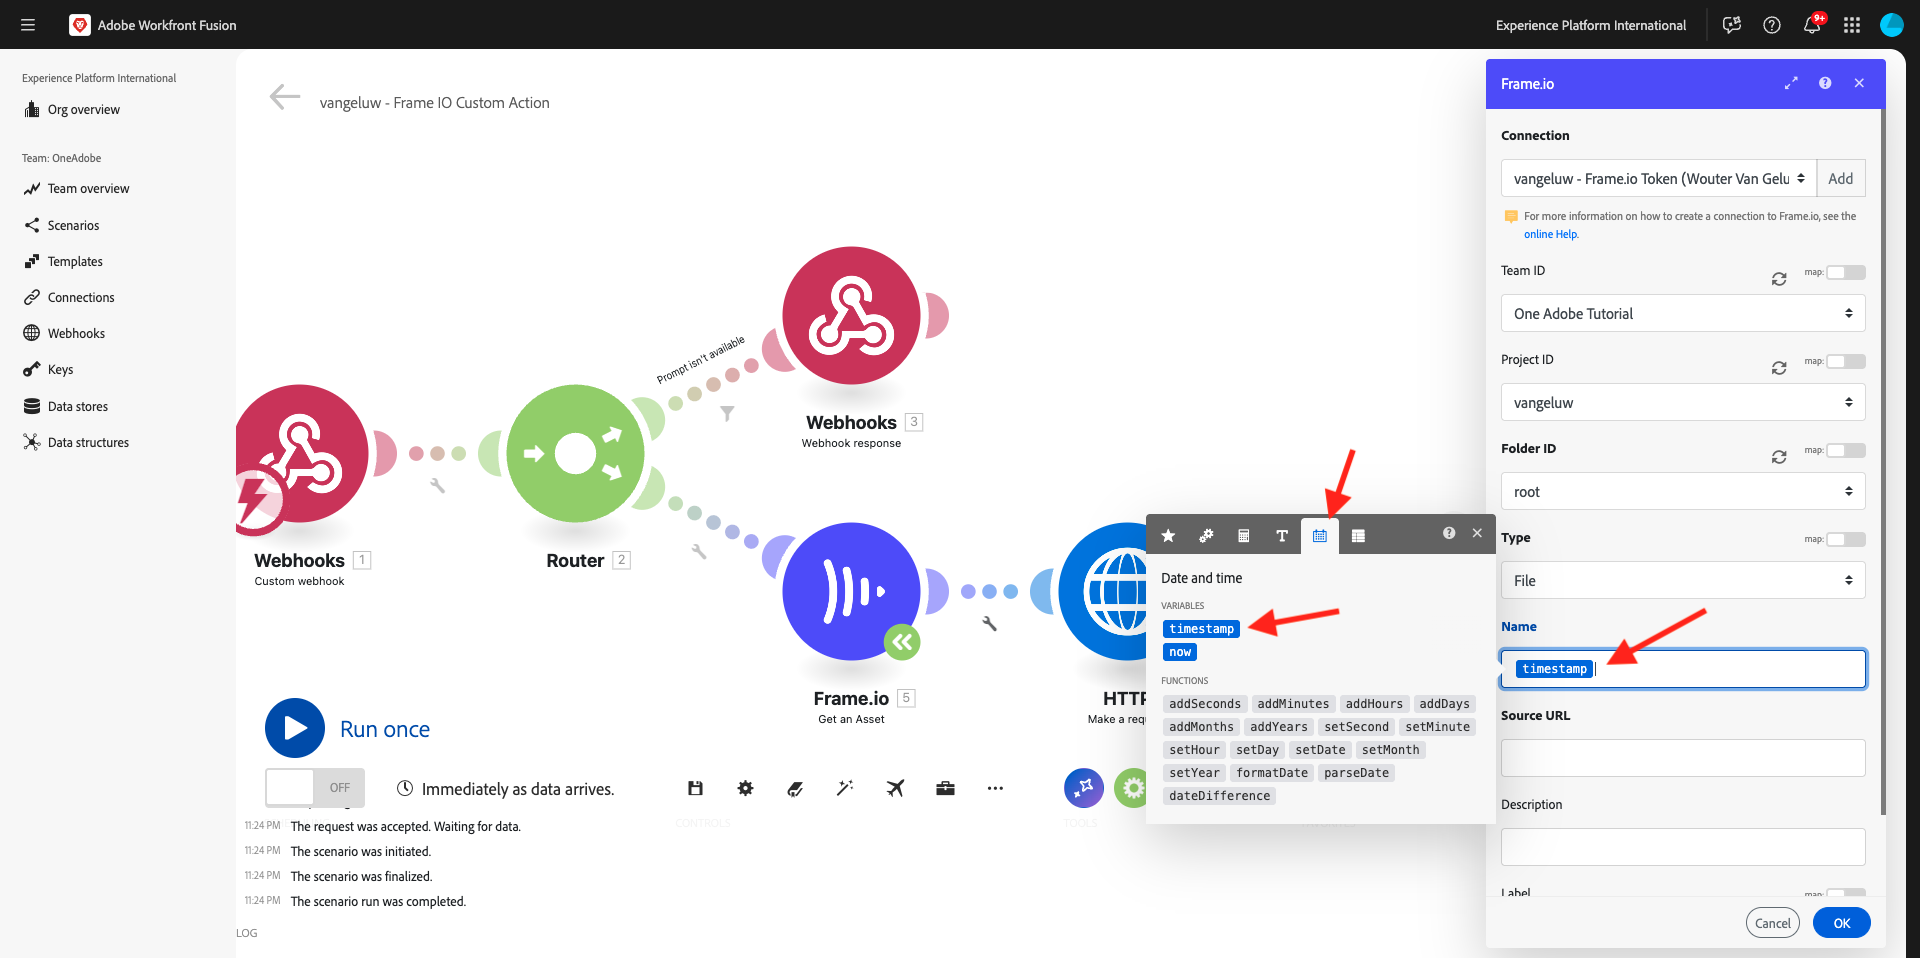 Adobe Workfront Fusion
Experience Platform International
9+
Experience Platform International
Org overview
Team: OneAdobe
Team overview
Scenarios
Templates
Connections
Webhooks
Keys
Data stores
Data structures
vangeluw - Frame IO Custom Action
Prompt isn't available
Webhooks 3
Webhook response
Webhooks 1
Custom webhook
Router 2
Frame.io 5
Get an Asset
HTTP
Make a requ
Run once
OFF
Immediately as data arrives.
CONTROLS
TOOLS
11:24 PM The request was accepted. Waiting for data.
11:24 PM The scenario was initiated.
11:24 PM The scenario was finalized.
11:24 PM The scenario run was completed.
LOG
Date and time
VARIABLES
timestamp
now
FUNCTIONS
addSeconds addMinutes addHours addDays
addMonths addYears setSecond setMinute
setHour setDay setDate setMonth
setYear formatDate parseDate
dateDifference
Frame.io
Connection
vangeluw - Frame.io Token (Wouter Van Gelu
Add
For more information on how to create a connection to Frame.io, see the
online Help.
Team ID
map:
One Adobe Tutorial
Project ID
map:
vangeluw
Folder ID
map:
root
Type
map:
File
Name
timestamp
Source URL
Description
Label
map:
Cancel
OK